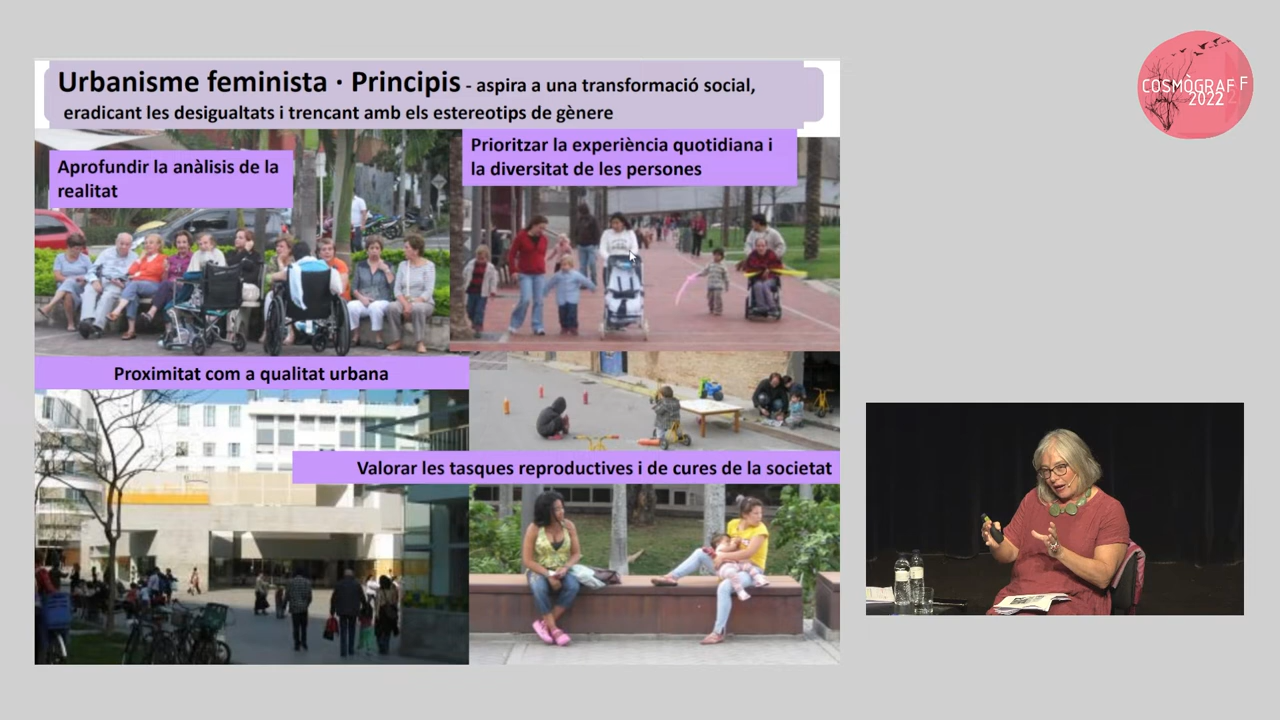 Urbanisme feminista · Principis - aspira a una transformació social,
eradicant les desigualtats i trencant amb els estereotips de gènere
Aprofundir la anàlisis de la
realitat
Prioritzar la experiència quotidiana i
la diversitat de les persones
Proximitat com a qualitat urbana
Valorar les tasques reproductives i de cures de la societat
COSMÒGRAF F
2022